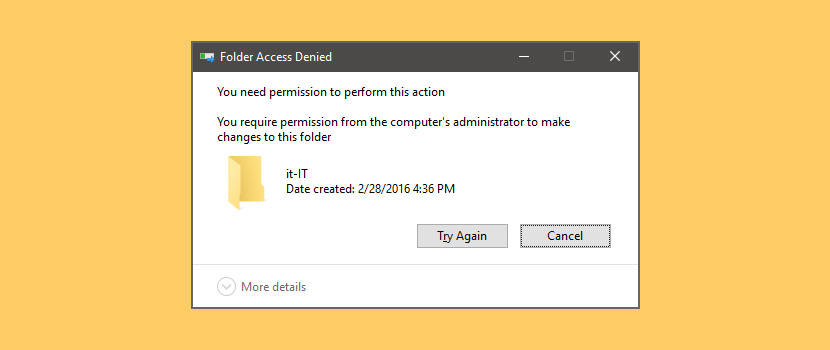 Folder Access Denied
You need permission to perform this action
You require permission from the computer's administrator to make
changes to this folder
it-IT
Date created: 2/28/2016 4:36 PM
Try Again
Cancel
More details